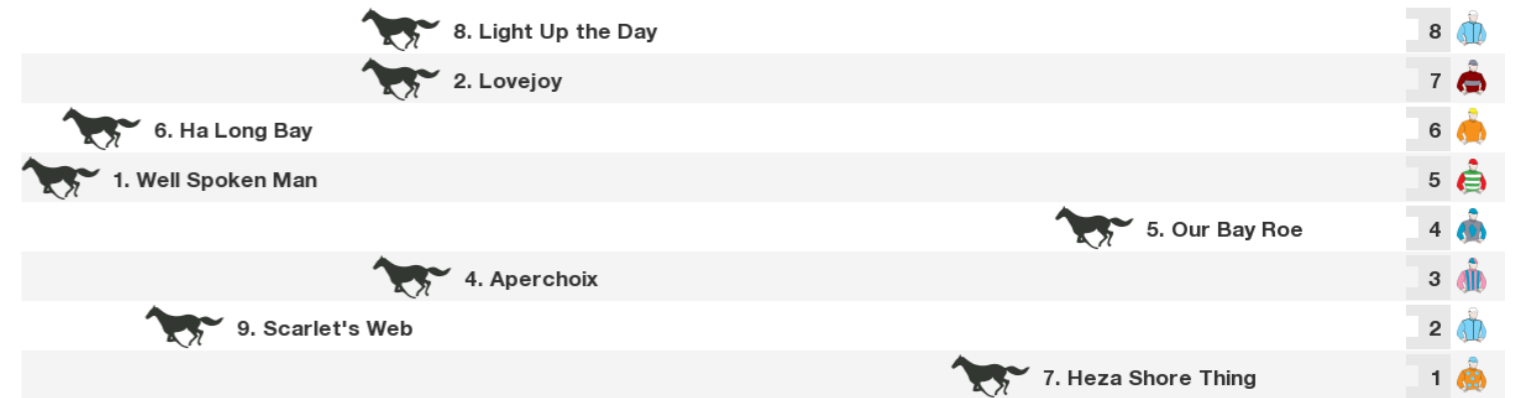 8. Light Up the Day 8
2. Lovejoy 7
6. Ha Long Bay 6
1. Well Spoken Man 5
5. Our Bay Roe 4
4. Aperchoix 3
9. Scarlet's Web 2
7. Heza Shore Thing 1